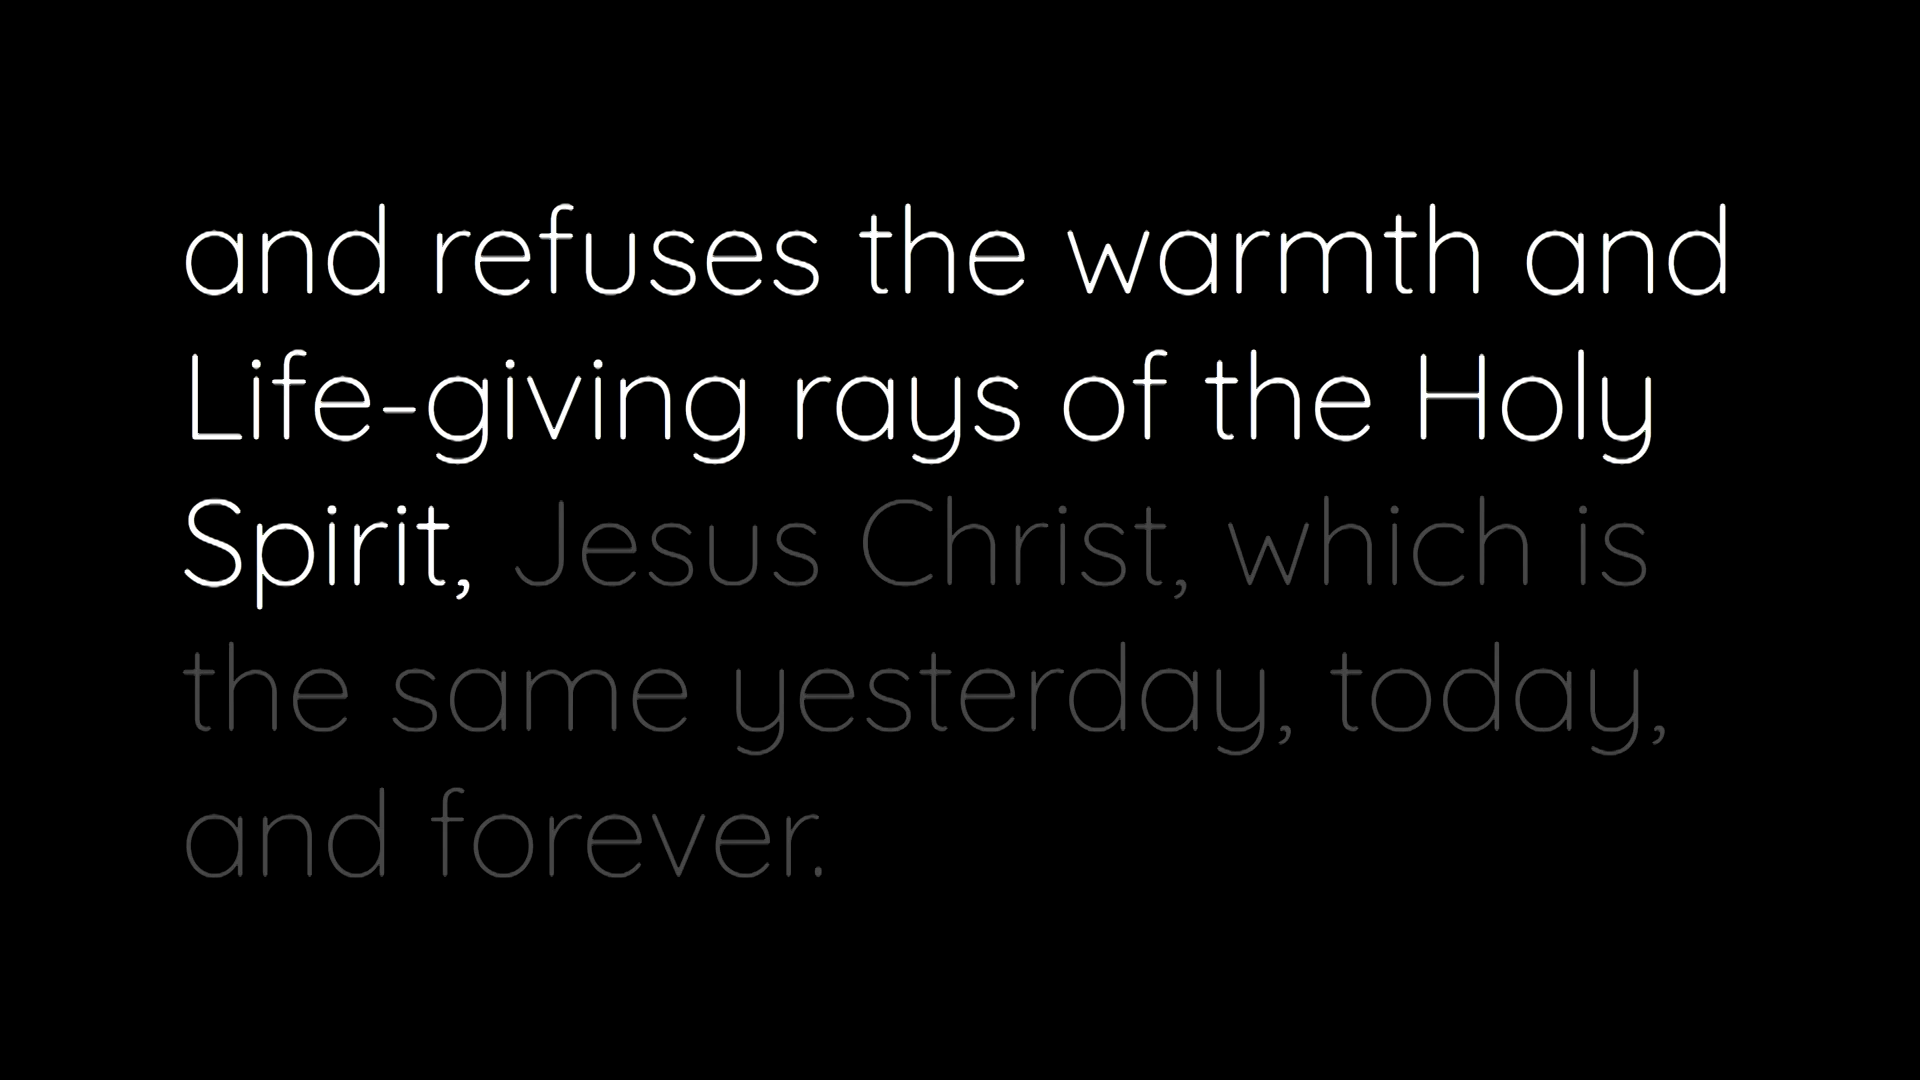 and refuses the warmth and
Life-giving rays of the Holy
Spirit, Jesus Christ, which is
the same yesterday, today,
and forever.